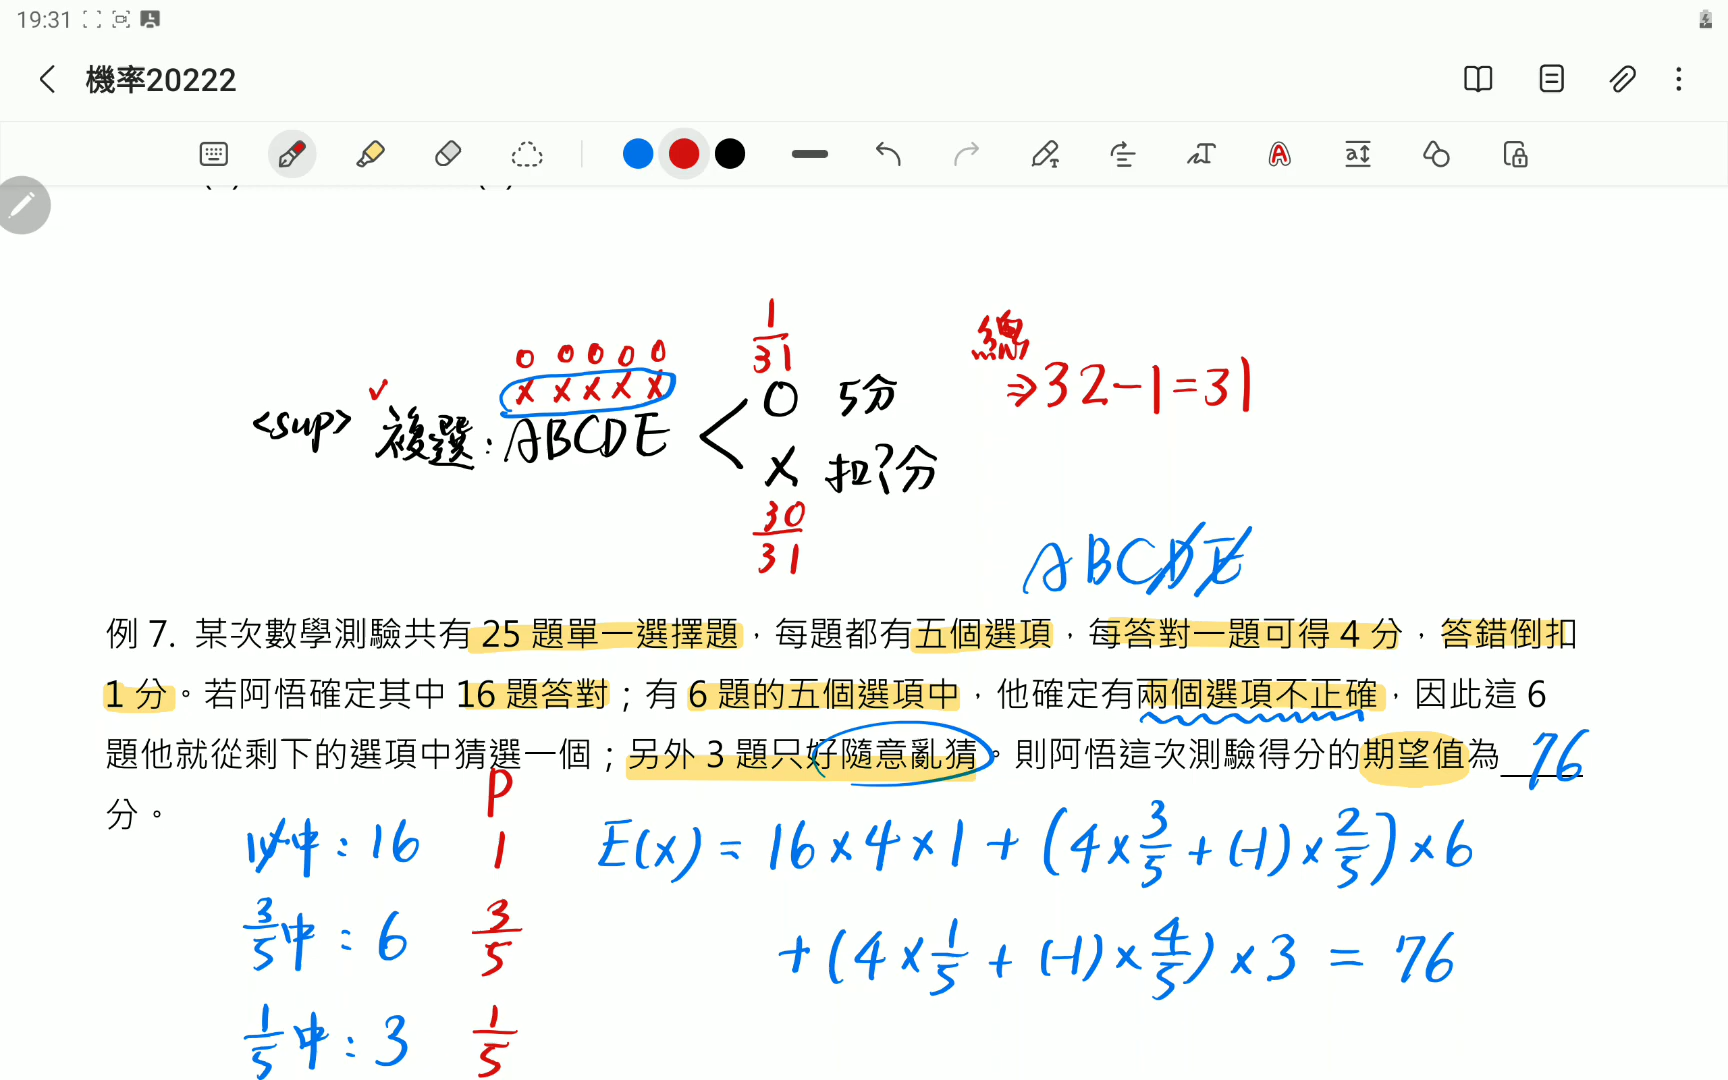 19:31
機率20222
總
0 0 0 0 0
1/31
x x x x x
⇒ 32-1=31
<sup> ✓ 複選: ABCDE < O 5分
X 扣?分
30/31
ABCDE
例 7. 某次數學測驗共有 25 題單一選擇題，每題都有五個選項，每答對一題可得 4 分，答錯倒扣
1 分。若阿悟確定其中 16 題答對；有 6 題的五個選項中，他確定有兩個選項不正確，因此這 6
題他就從剩下的選項中猜選一個；另外 3 題只好隨意亂猜。則阿悟這次測驗得分的期望值為 76
分。
P
中: 16 1
E(x) = 16×4×1 + (4×3/5 + (-1)×2/5)×6
3/5中: 6 3/5
+ (4×1/5 + (-1)×4/5)×3 = 76
1/5中: 3 1/5